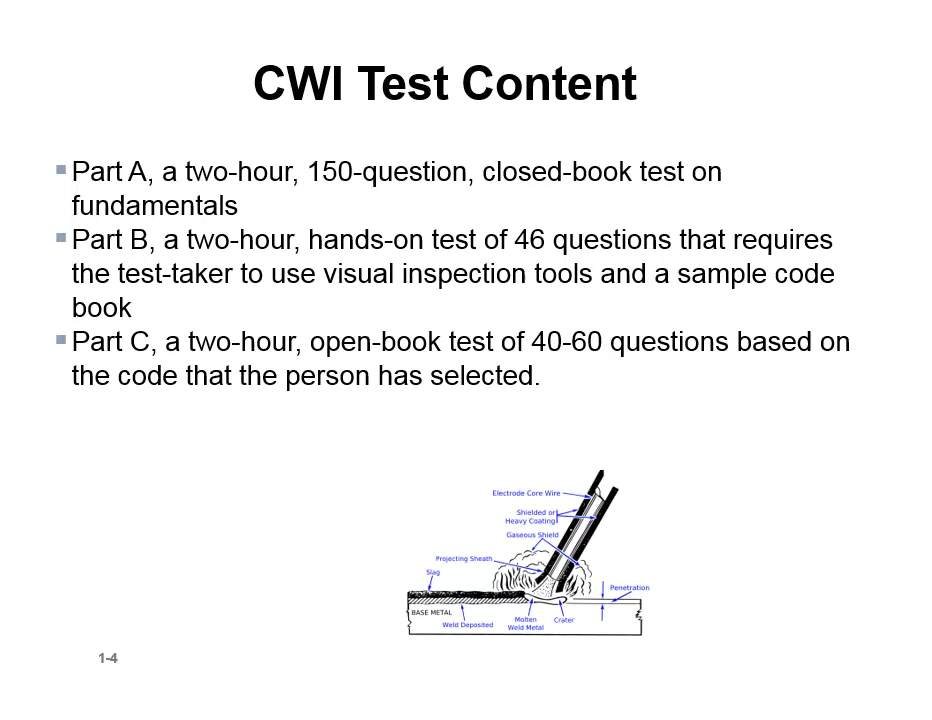 CWI Test Content
Part A, a two-hour, 150-question, closed-book test on
fundamentals
Part B, a two-hour, hands-on test of 46 questions that requires
the test-taker to use visual inspection tools and a sample code
book
Part C, a two-hour, open-book test of 40-60 questions based on
the code that the person has selected.
Electrode Core Wire
Shielded or
Heavy Coating
Gaseous Shield
Projecting Sheath
Slag
Penetration
BASE METAL
Weld Deposited
Molten
Weld Metal
Crater
1-4